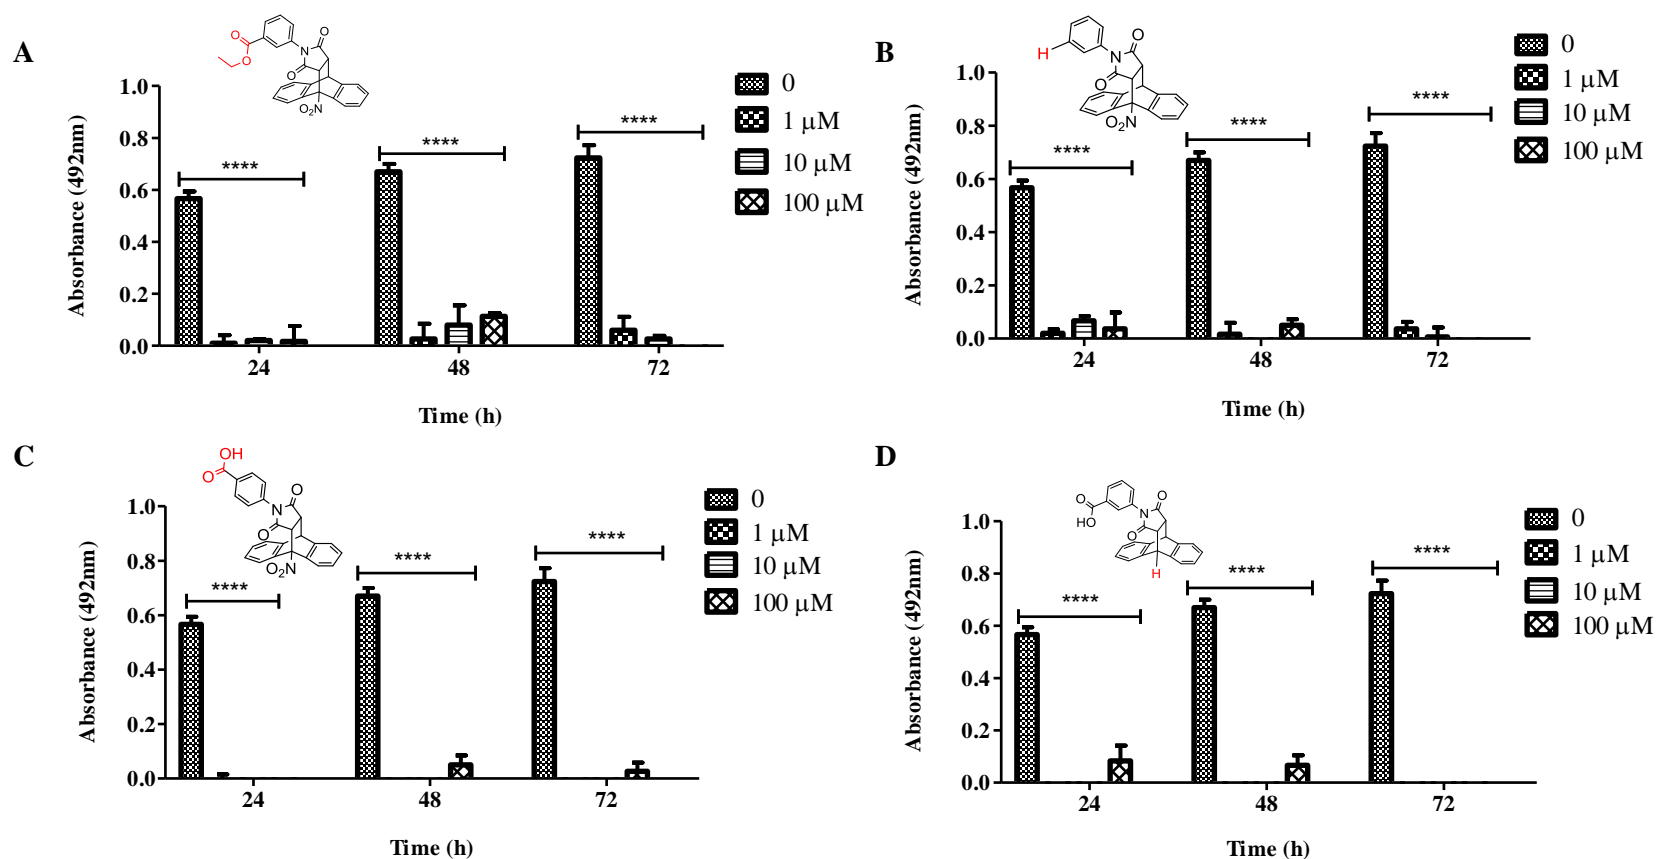 A
O
O
N
O
O
O₂N
1.0
0.8
0.6
0.4
0.2
0.0
Absorbance (492nm)
****
****
****
24
48
72
Time (h)
0
1 µM
10 µM
100 µM
B
H
N
O
O
O₂N
1.0
0.8
0.6
0.4
0.2
0.0
Absorbance (492nm)
****
****
****
24
48
72
Time (h)
0
1 µM
10 µM
100 µM
C
OH
O
N
O
O
O₂N
1.0
0.8
0.6
0.4
0.2
0.0
Absorbance (492nm)
****
****
****
24
48
72
Time (h)
0
1 µM
10 µM
100 µM
D
O
HO
N
O
O
H
1.0
0.8
0.6
0.4
0.2
0.0
Absorbance (492nm)
****
****
****
24
48
72
Time (h)
0
1 µM
10 µM
100 µM